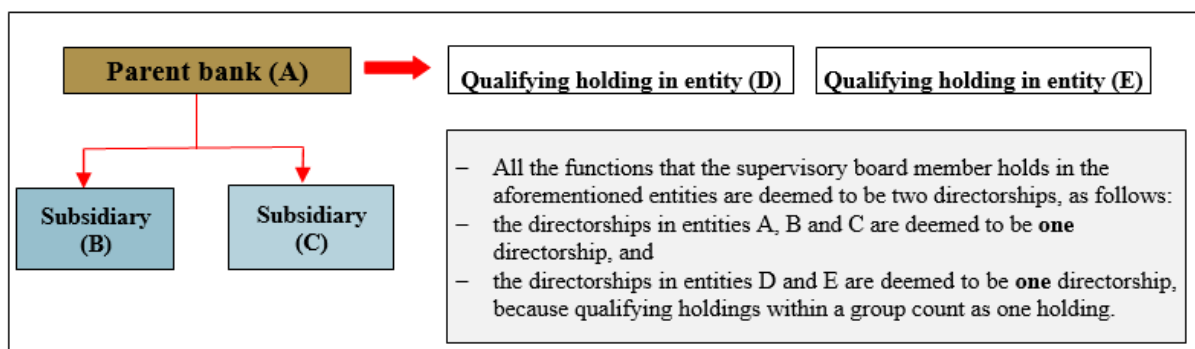 Parent bank (A)
Qualifying holding in entity (D)
Qualifying holding in entity (E)
Subsidiary
(B)
Subsidiary
(C)
– All the functions that the supervisory board member holds in the
aforementioned entities are deemed to be two directorships, as follows:
– the directorships in entities A, B and C are deemed to be one
directorship, and
– the directorships in entities D and E are deemed to be one directorship,
because qualifying holdings within a group count as one holding.